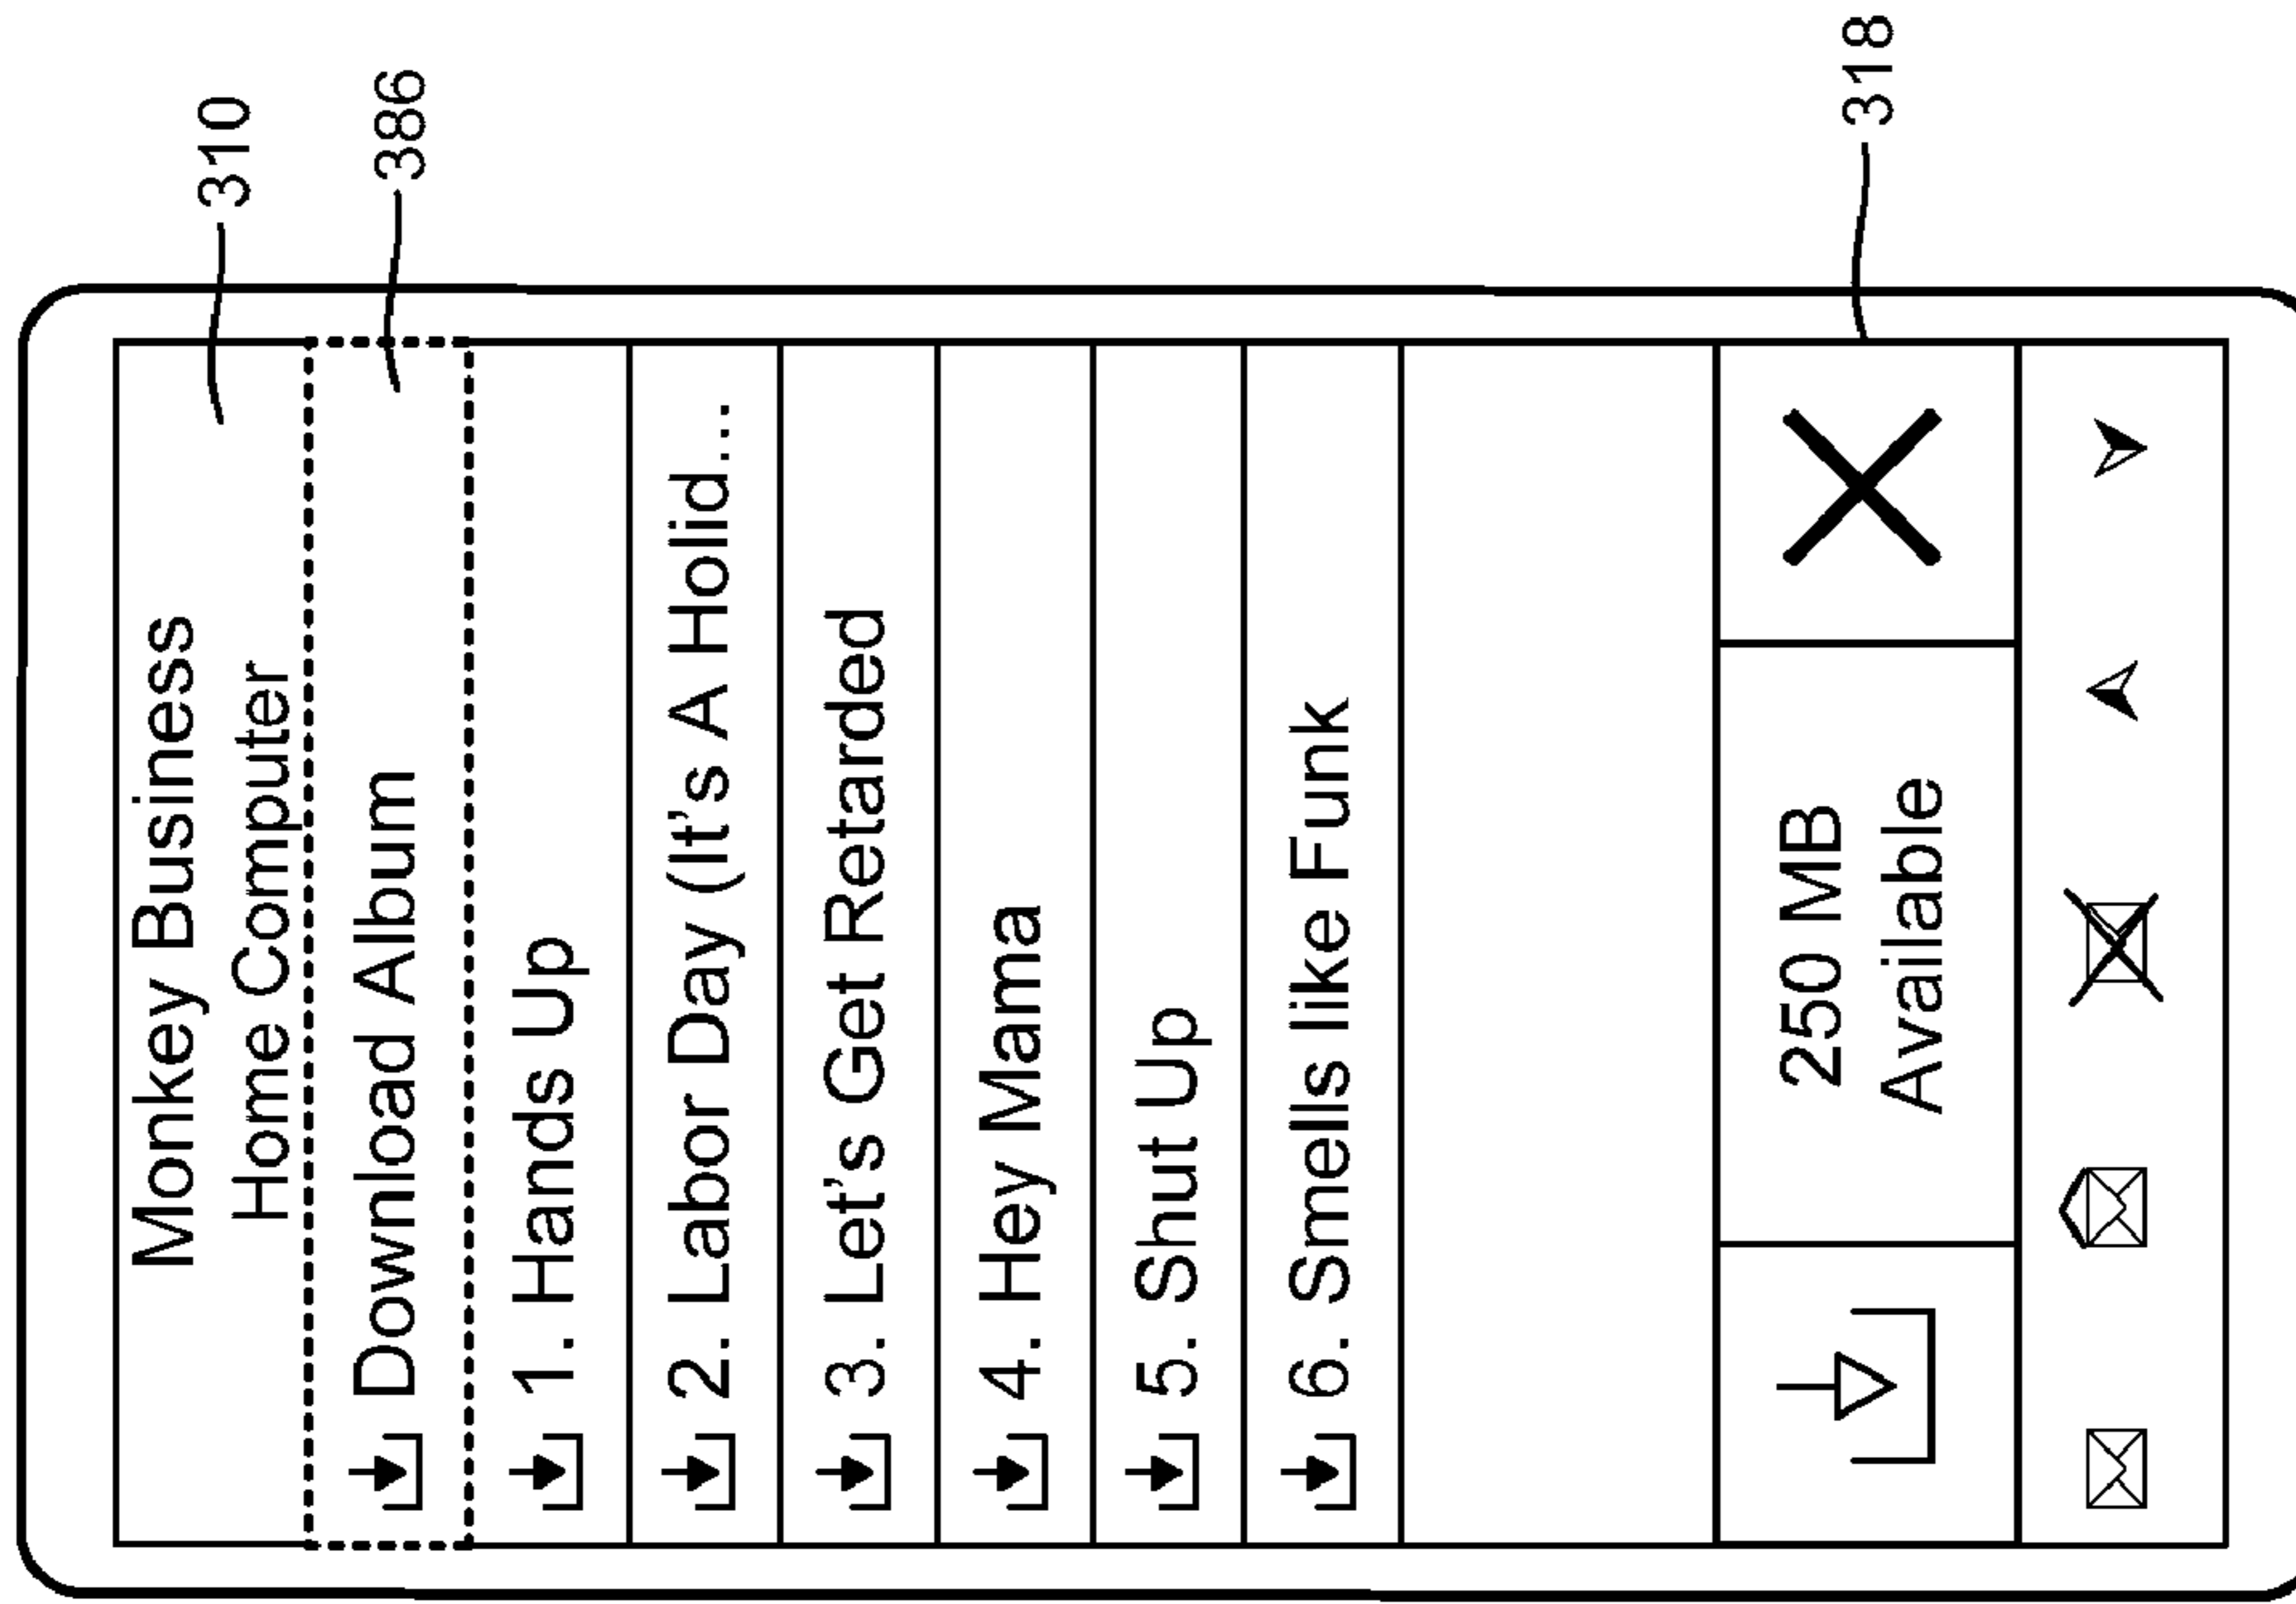 Monkey Business
310
Home Computer
Download Album
386
1. Hands Up
2. Labor Day (It's A Holid...
3. Let's Get Retarded
4. Hey Mama
5. Shut Up
6. Smells like Funk
250 MB
Available
318